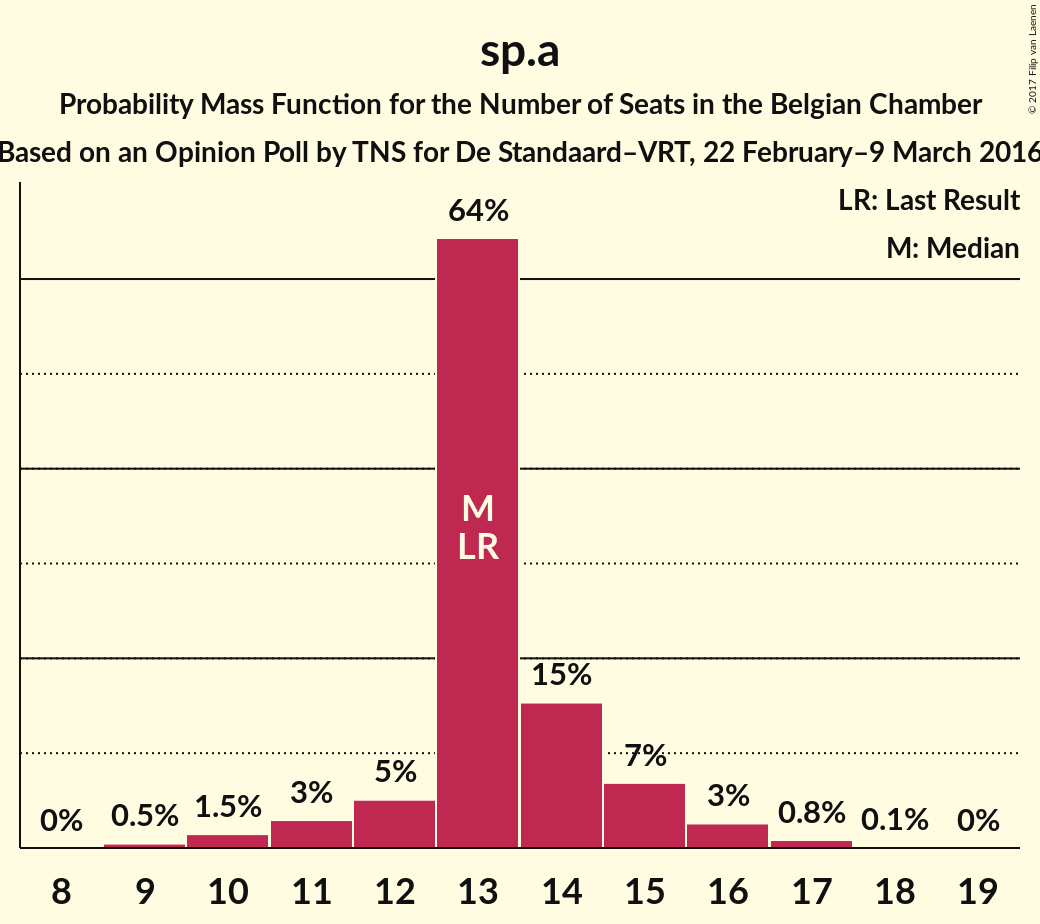 sp.a
Probability Mass Function for the Number of Seats in the Belgian Chamber
Based on an Opinion Poll by TNS for De Standaard–VRT, 22 February–9 March 2016
© 2017 Filip van Laenen
LR: Last Result
M: Median
64%
M
LR
15%
7%
5%
3%
3%
1.5%
0.8%
0.5%
0.1%
0%
0%
8 9 10 11 12 13 14 15 16 17 18 19